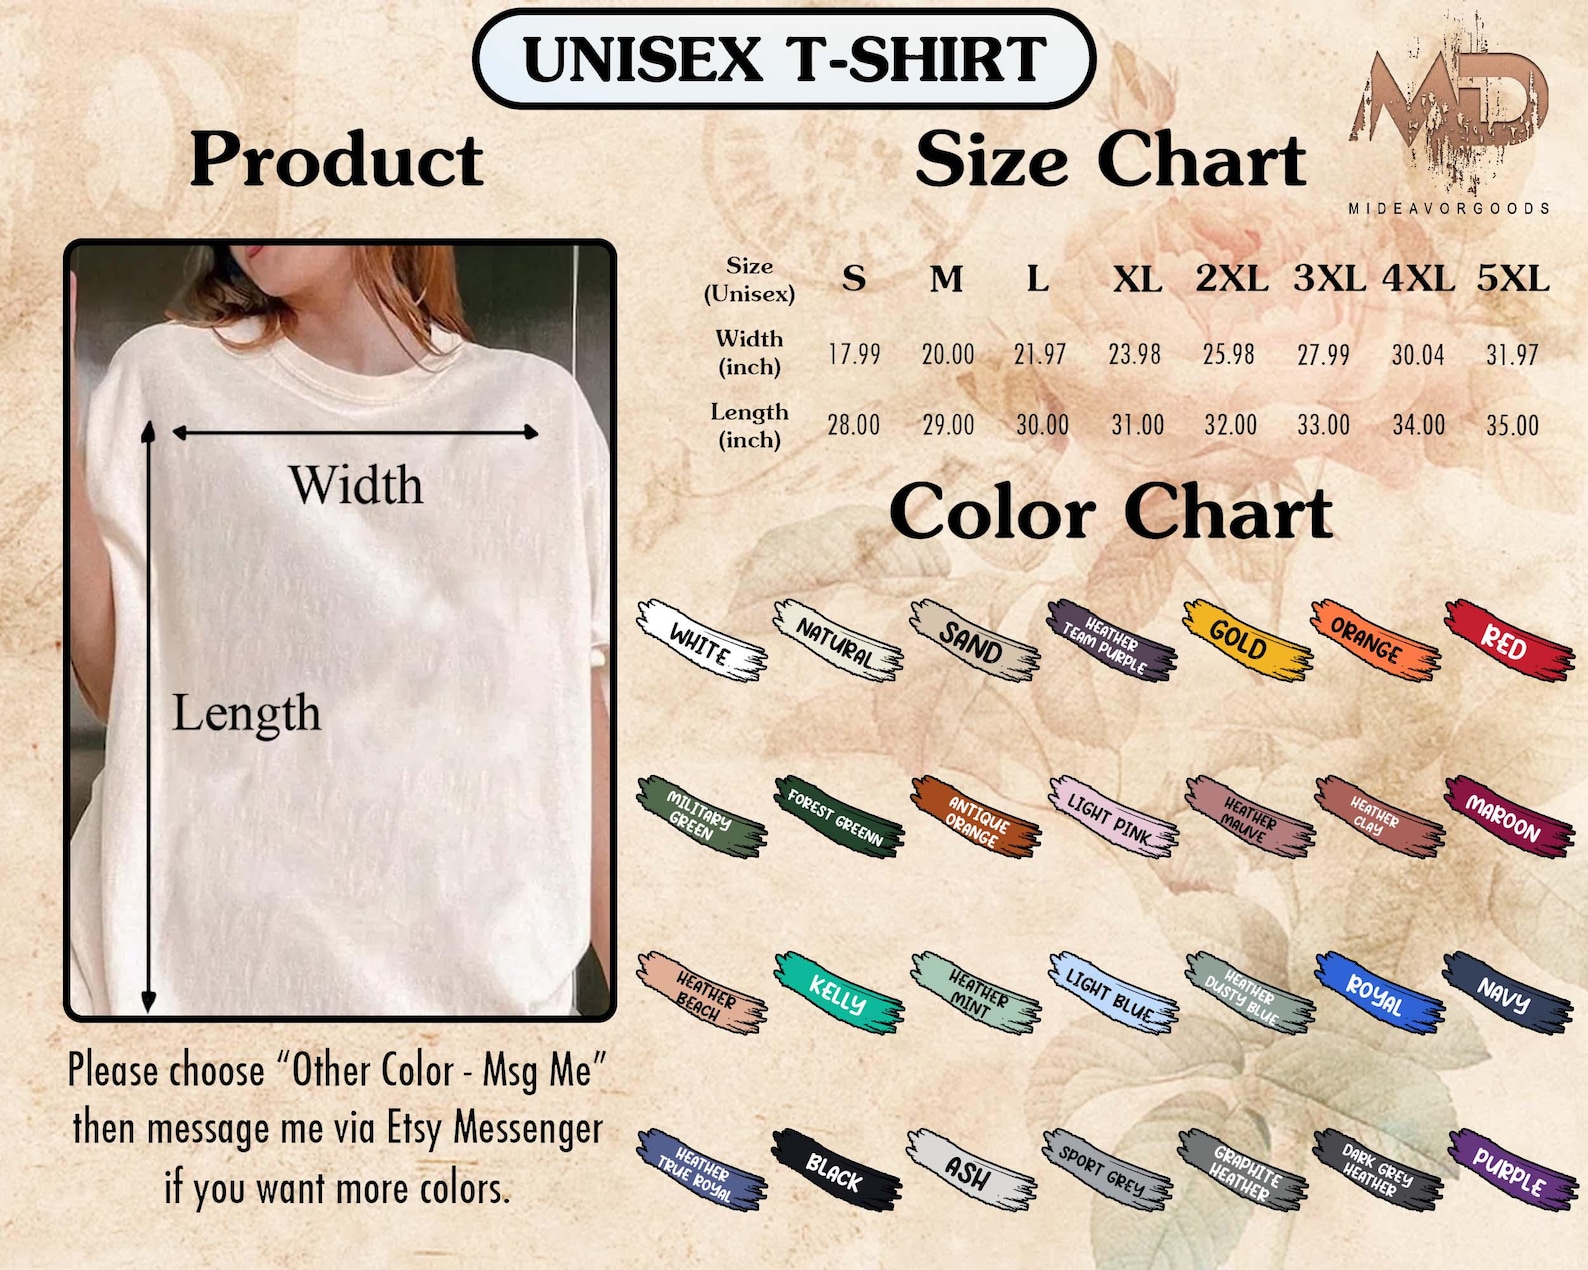 UNISEX T-SHIRT
MD
MIDEAVORGOODS
Product
Size Chart
Size
(Unisex)
S M L XL 2XL 3XL 4XL 5XL
Width
(inch)
17.99 20.00 21.97 23.98 25.98 27.99 30.04 31.97
Length
(inch)
28.00 29.00 30.00 31.00 32.00 33.00 34.00 35.00
Width
Length
Please choose “Other Color - Msg Me”
then message me via Etsy Messenger
if you want more colors.
Color Chart
WHITE
NATURAL
SAND
HEATHER
TEAM PURPLE
GOLD
ORANGE
RED
MILITARY
GREEN
FOREST GREENN
ANTIQUE
ORANGE
LIGHT PINK
HEATHER
MAUVE
HEATHER
CLAY
MAROON
HEATHER
BEACH
KELLY
HEATHER
MINT
LIGHT BLUE
HEATHER
DUSTY BLUE
ROYAL
NAVY
HEATHER
TRUE ROYAL
BLACK
ASH
SPORT GREY
GRAPHITE
HEATHER
DARK GREY
HEATHER
PURPLE